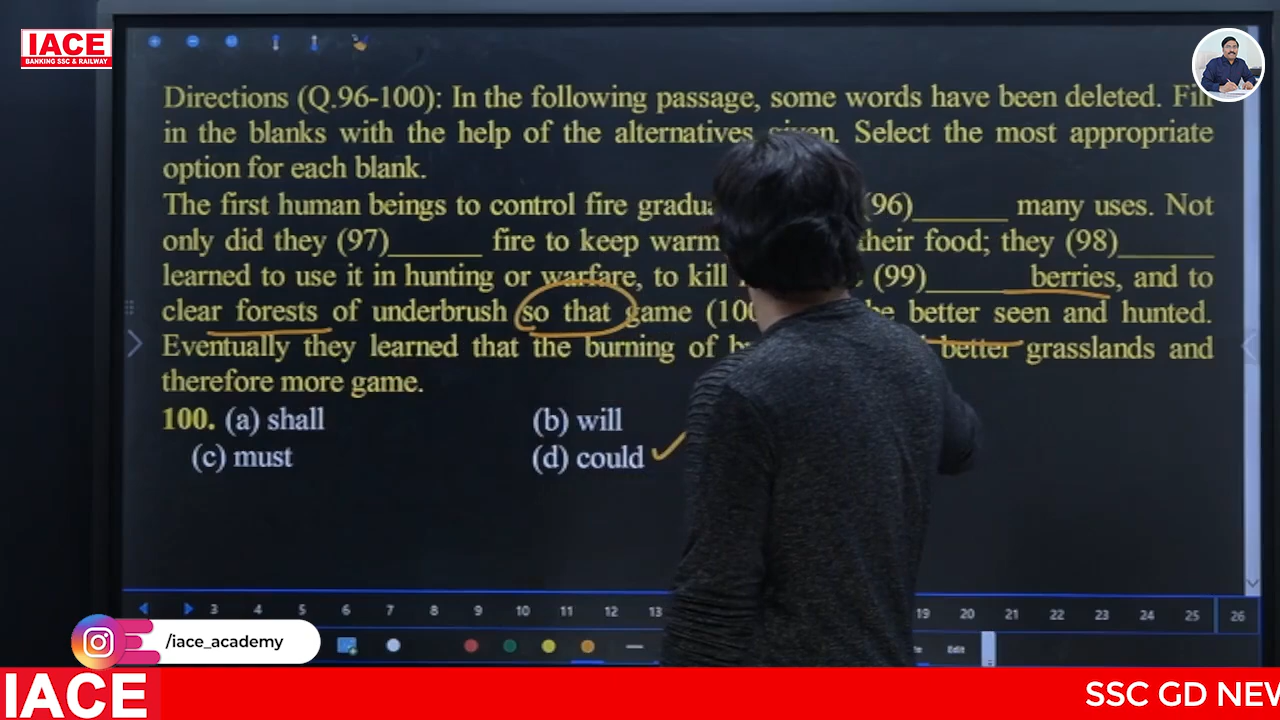 IACE
BANKING SSC & RAILWAY
Directions (Q.96-100): In the following passage, some words have been deleted. Fill
in the blanks with the help of the alternatives given. Select the most appropriate
option for each blank.
The first human beings to control fire (96)______ many uses. Not
only did they (97)______ fire to keep warm their food; they (98)______
learned to use it in hunting or warfare, to kill (99)______ berries, and to
clear forests of underbrush so that game (100 be better seen and hunted.
Eventually they learned that the burning of better grasslands and
therefore more game.
100. (a) shall (b) will
(c) must (d) could
3 4 5 6 7 8 9 10 11 12 13 19 20 21 22 23 24 25 26
/iace_academy
Edit
IACE
SSC GD NEW